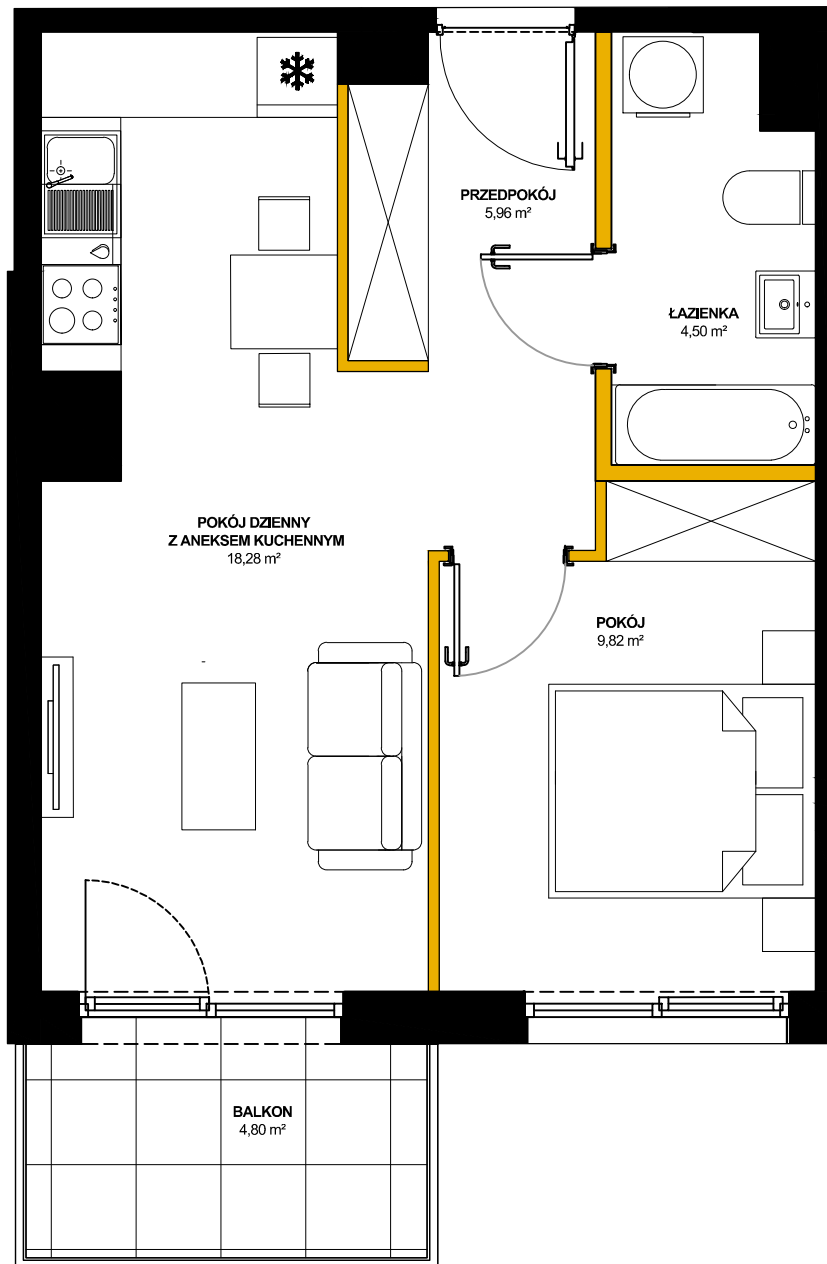 PRZEDPOKÓJ
5,96 m²
ŁAZIENKA
4,50 m²
POKÓJ DZIENNY
Z ANEKSEM KUCHENNYM
18,28 m²
POKÓJ
9,82 m²
BALKON
4,80 m²